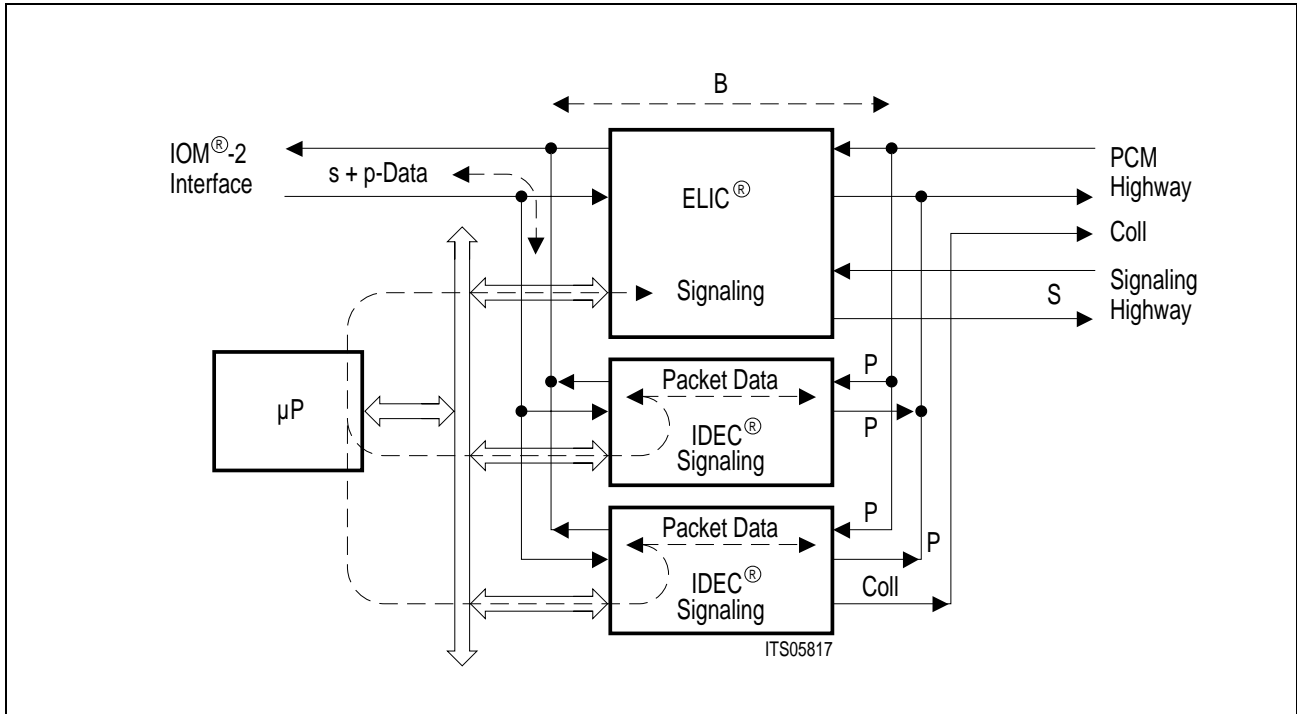 B
IOM®-2
Interface
s + p-Data
ELIC®
Signaling
PCM
Highway
Coll
Signaling
Highway
S
µP
Packet Data
IDEC®
Signaling
P
P
Packet Data
IDEC®
Signaling
P
P
Coll
ITS05817